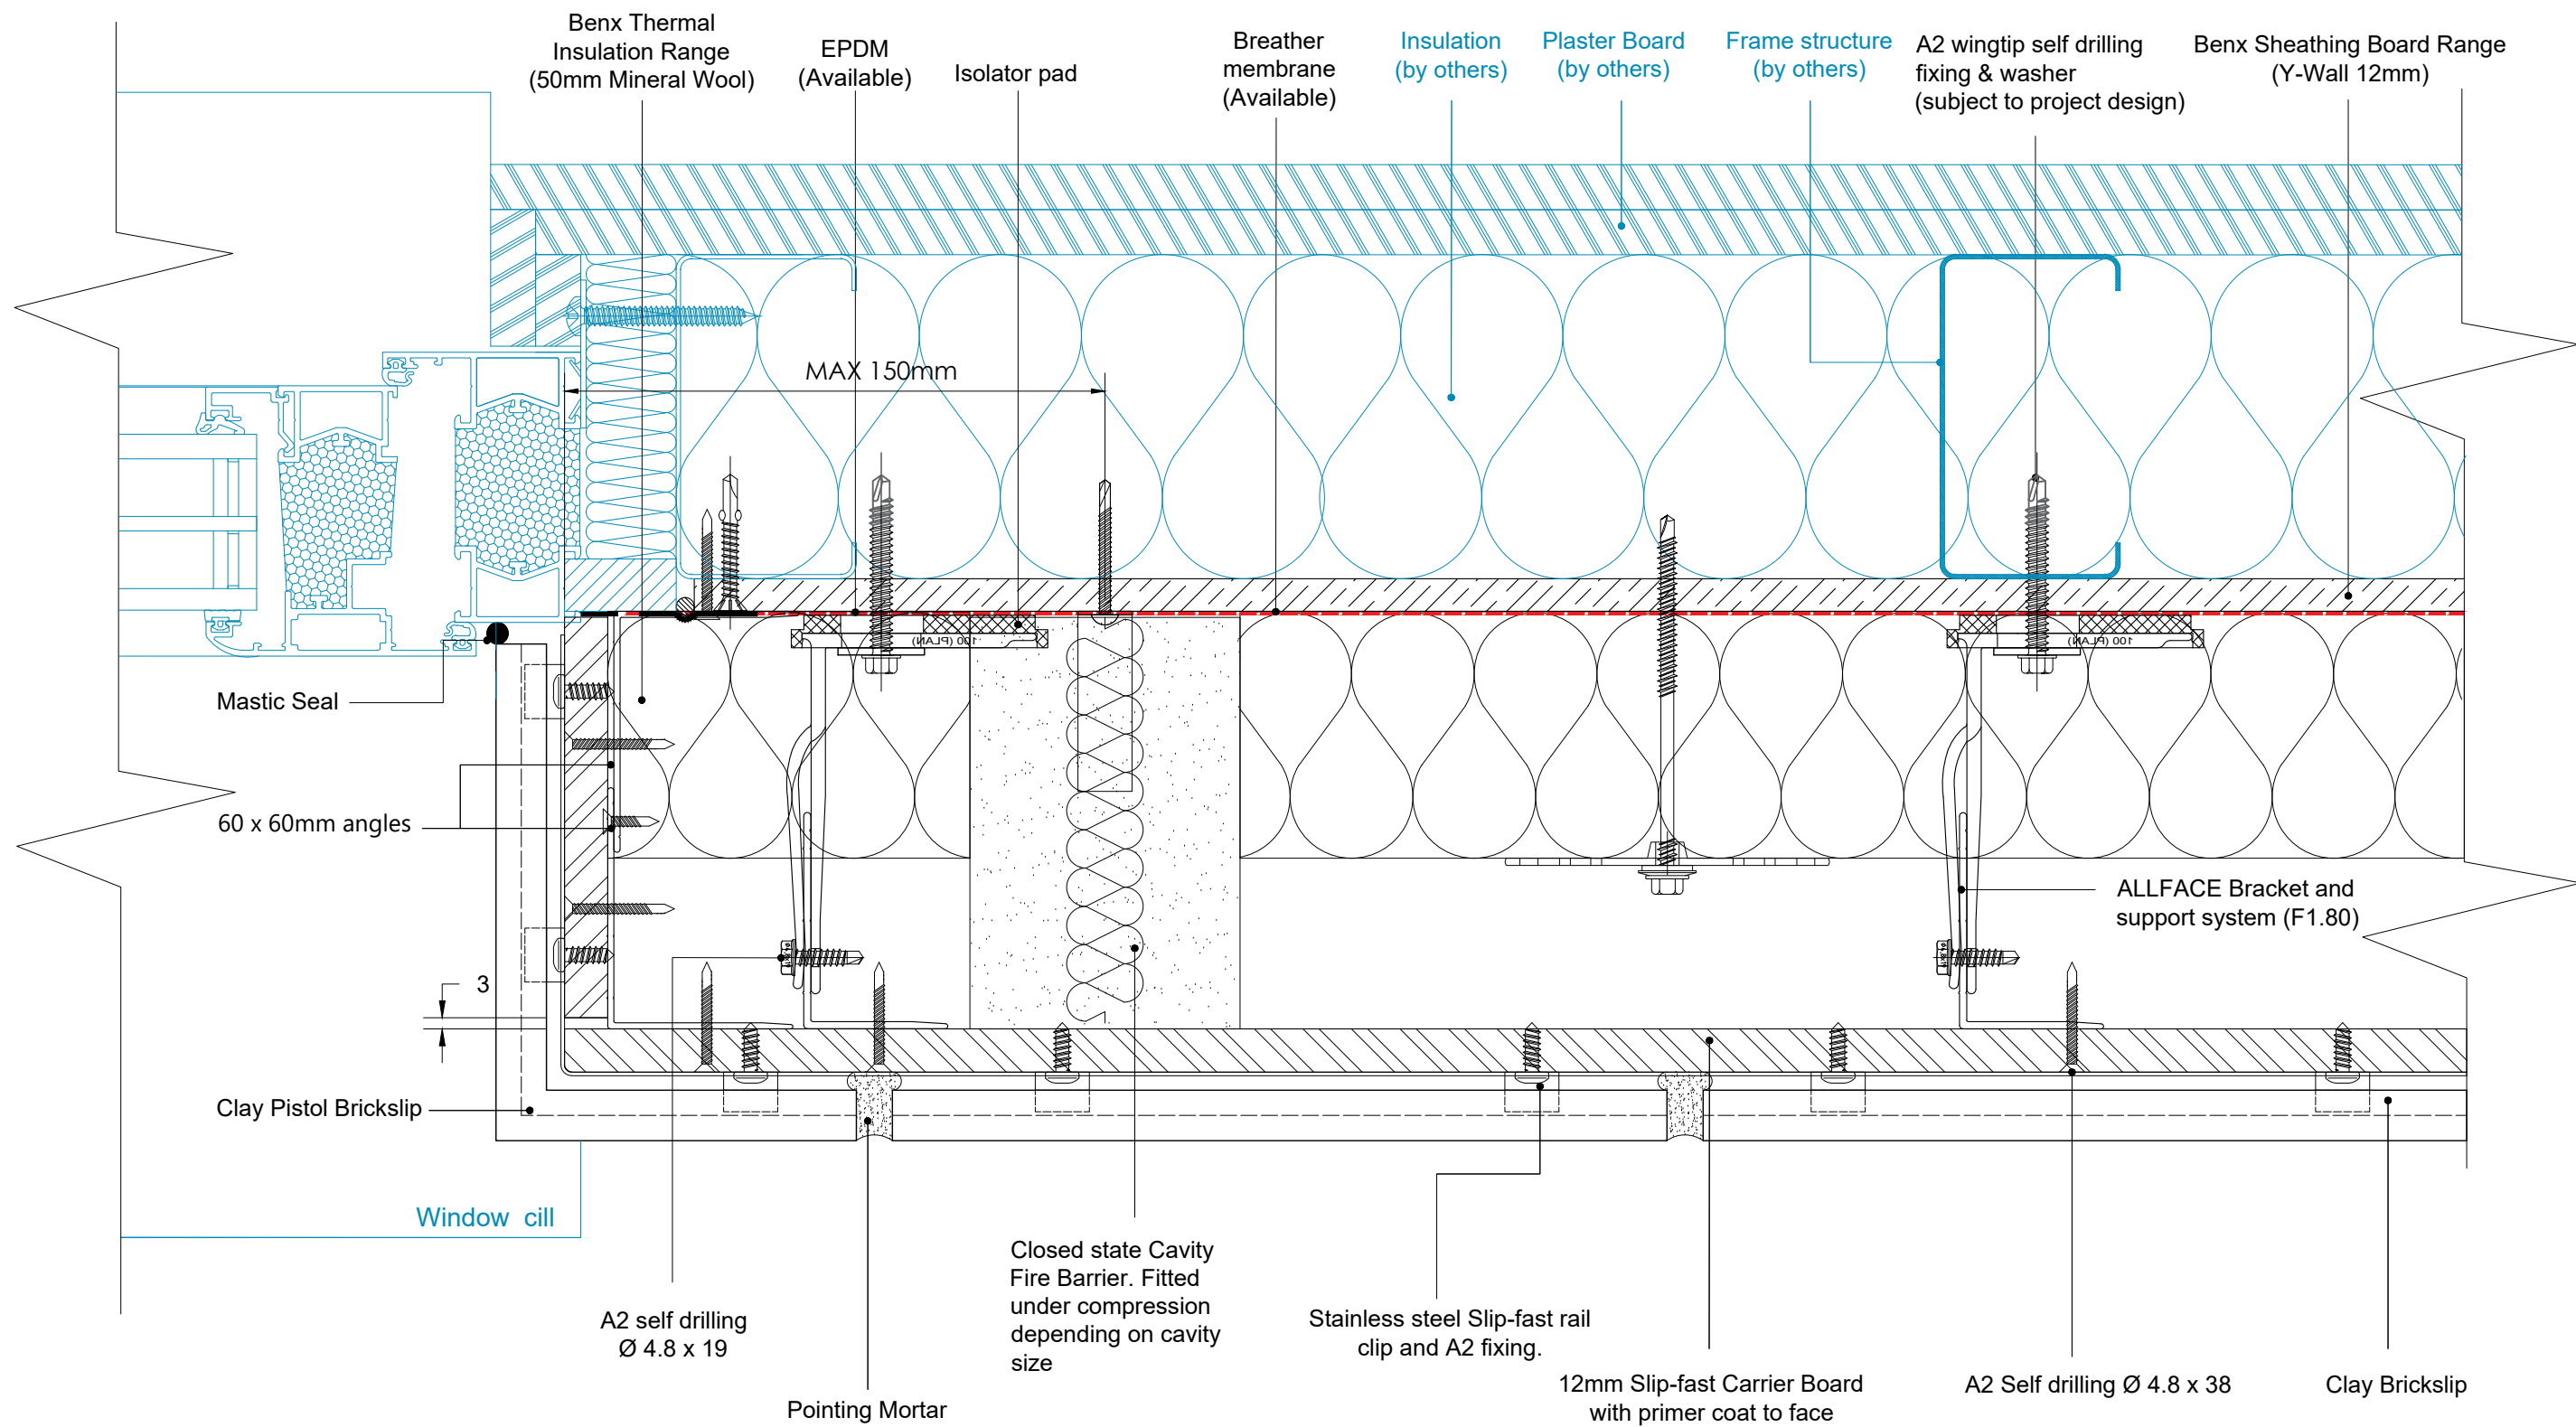 Benx Thermal
Insulation Range
(50mm Mineral Wool)
EPDM
(Available)
Isolator pad
Breather
membrane
(Available)
Insulation
(by others)
Plaster Board
(by others)
Frame structure
(by others)
A2 wingtip self drilling
fixing & washer
(subject to project design)
Benx Sheathing Board Range
(Y-Wall 12mm)
MAX 150mm
100 (PLAN)
100 (PLAN)
Mastic Seal
60 x 60mm angles
ALLFACE Bracket and
support system (F1.80)
3
Clay Pistol Brickslip
Window cill
A2 self drilling
Ø 4.8 x 19
Pointing Mortar
Closed state Cavity
Fire Barrier. Fitted
under compression
depending on cavity
size
Stainless steel Slip-fast rail
clip and A2 fixing.
12mm Slip-fast Carrier Board
with primer coat to face
A2 Self drilling Ø 4.8 x 38
Clay Brickslip